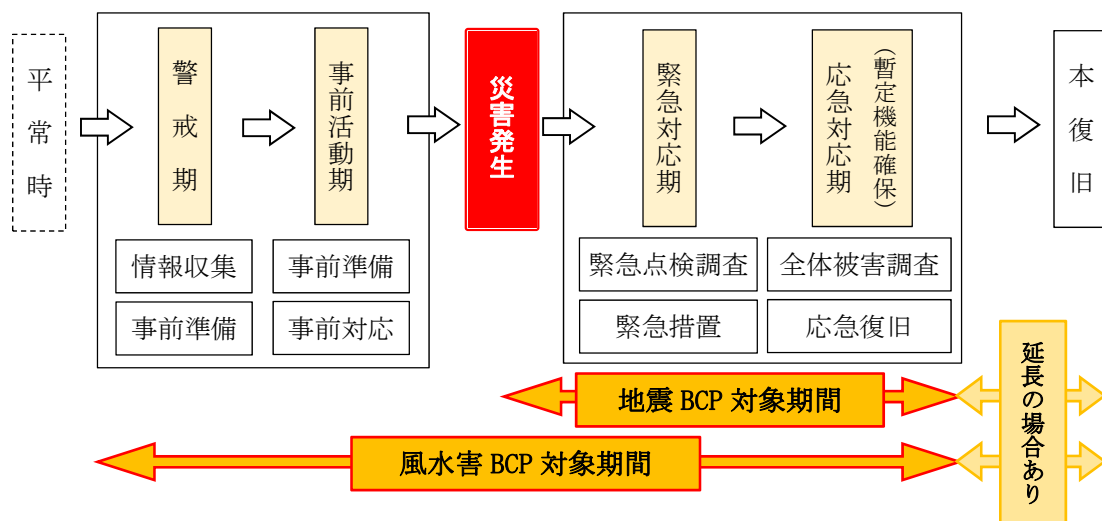 平常時
警戒期
事前活動期
災害発生
緊急対応期
応急対応期
(暫定機能確保)
本復旧
情報収集
事前準備
緊急点検調査
全体被害調査
事前準備
事前対応
緊急措置
応急復旧
地震 BCP 対象期間
風水害 BCP 対象期間
延長の場合あり